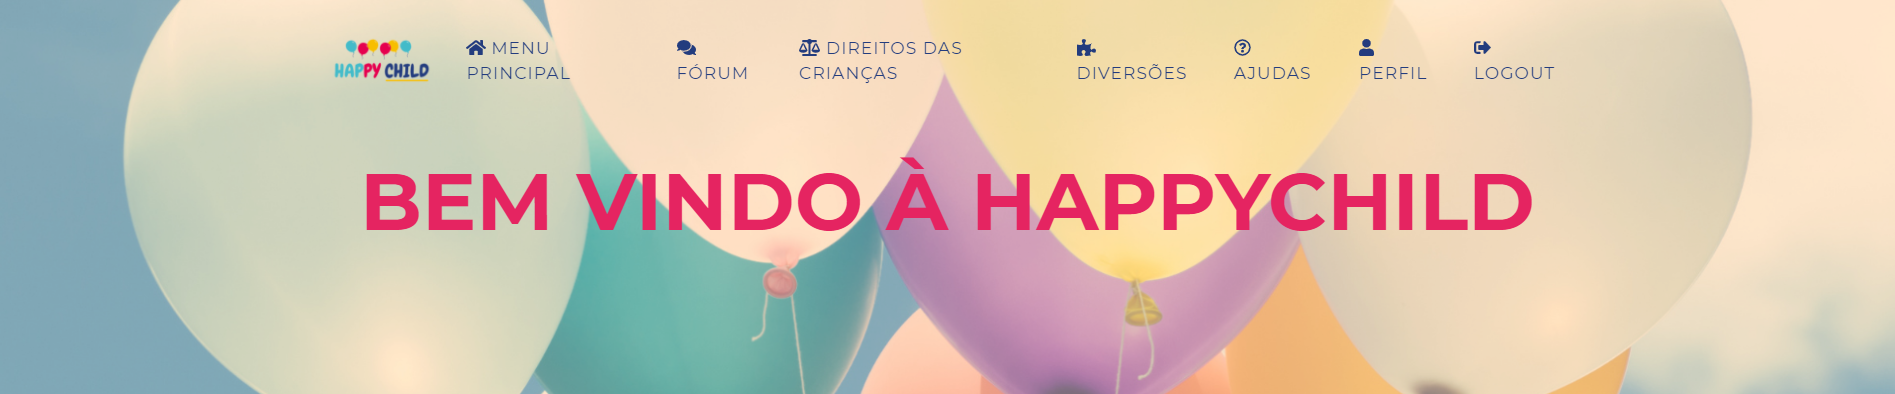 HAPPY CHILD
MENU PRINCIPAL
FÓRUM
DIREITOS DAS CRIANÇAS
DIVERSÕES
AJUDAS
PERFIL
LOGOUT
BEM VINDO À HAPPYCHILD